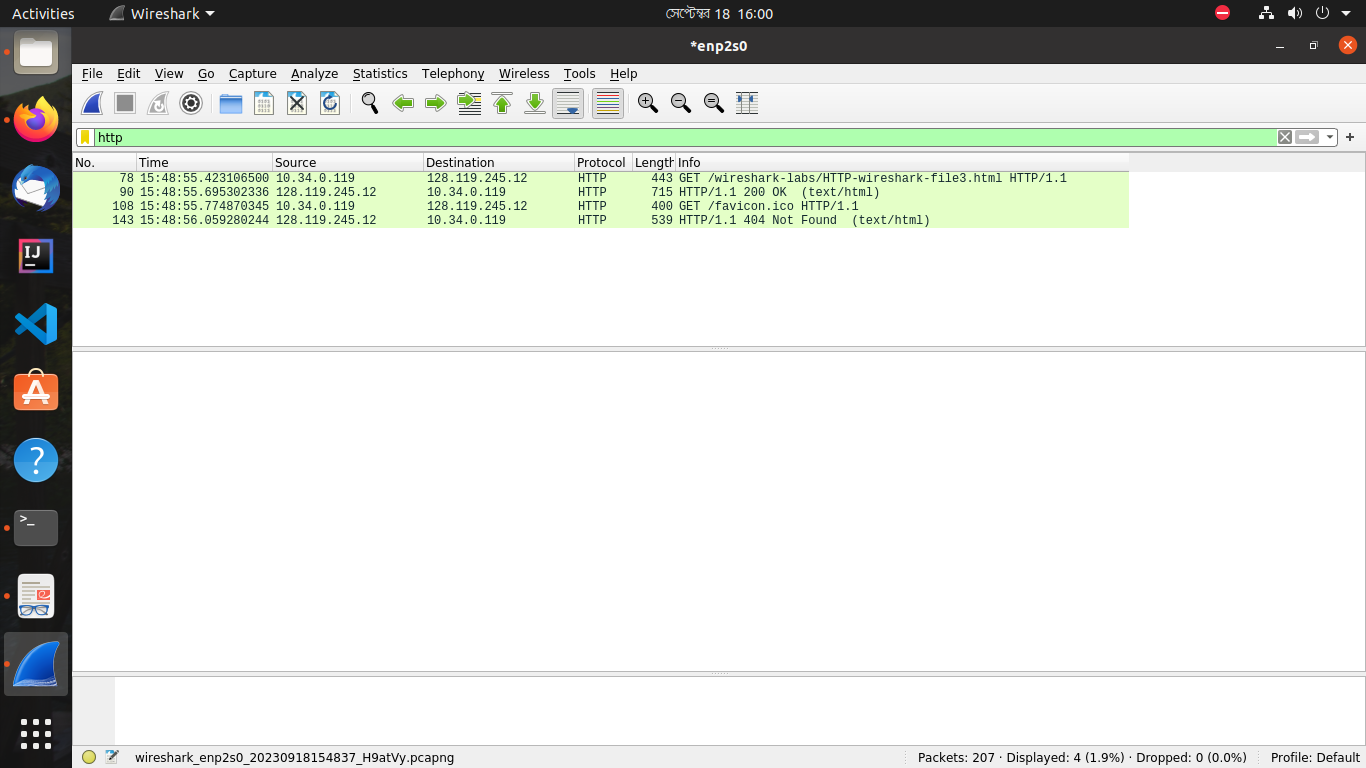 Activities Wireshark সেপ্টেম্বর 18 16:00
*enp2s0
File Edit View Go Capture Analyze Statistics Telephony Wireless Tools Help
http
No. Time Source Destination Protocol Length Info
78 15:48:55.423106500 10.34.0.119 128.119.245.12 HTTP 443 GET /wireshark-labs/HTTP-wireshark-file3.html HTTP/1.1
90 15:48:55.695302336 128.119.245.12 10.34.0.119 HTTP 715 HTTP/1.1 200 OK (text/html)
108 15:48:55.774870345 10.34.0.119 128.119.245.12 HTTP 400 GET /favicon.ico HTTP/1.1
143 15:48:56.059280244 128.119.245.12 10.34.0.119 HTTP 539 HTTP/1.1 404 Not Found (text/html)
IJ
>_
wireshark_enp2s0_20230918154837_H9atVy.pcapng Packets: 207 · Displayed: 4 (1.9%) · Dropped: 0 (0.0%) Profile: Default